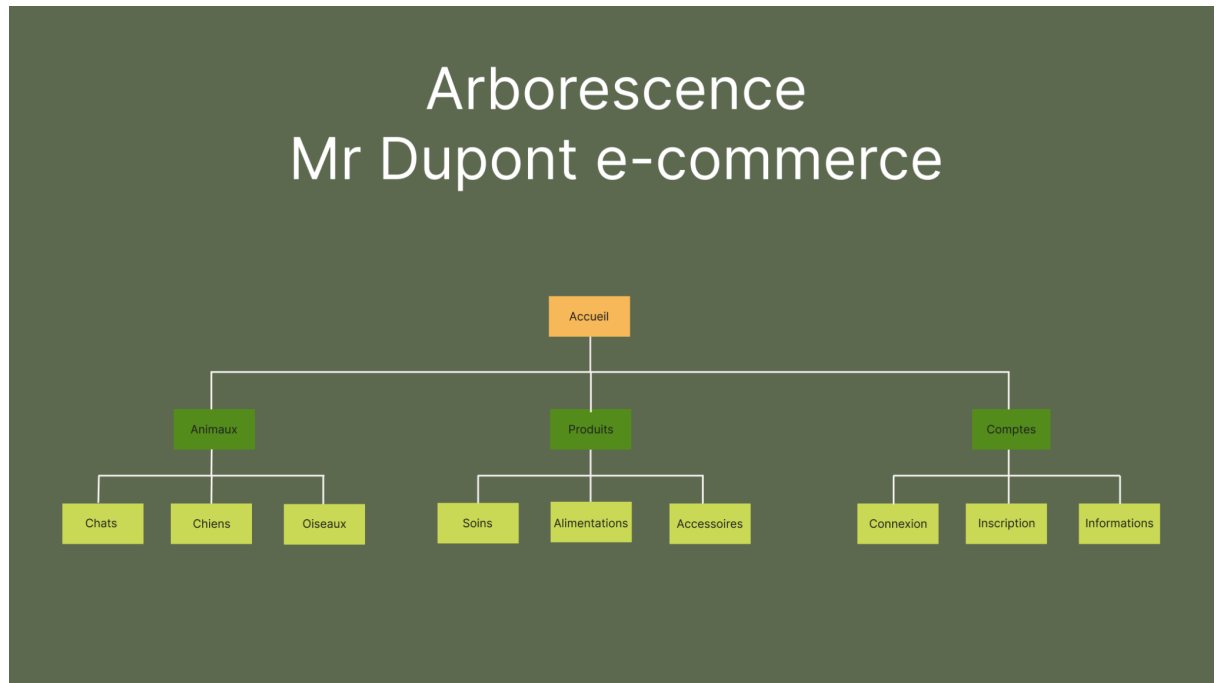 Arborescence
Mr Dupont e-commerce
Accueil
Animaux
Produits
Comptes
Chats
Chiens
Oiseaux
Soins
Alimentations
Accessoires
Connexion
Inscription
Informations